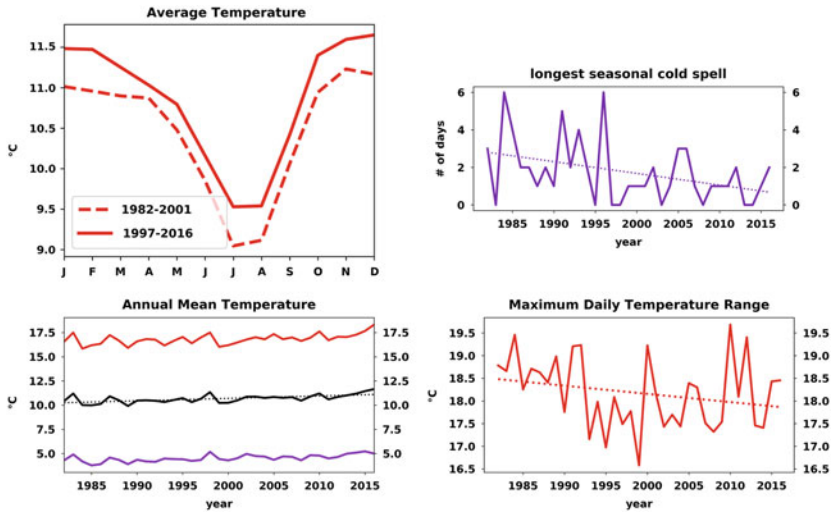 Average Temperature
11.5
11.0
10.5
10.0
9.5
9.0
°C
1982-2001
1997-2016
J F M A M J J A S O N D
longest seasonal cold spell
6 6
4 4
2 2
0 0
# of days
1985 1990 1995 2000 2005 2010 2015
year
Annual Mean Temperature
17.5 17.5
15.0 15.0
12.5 12.5
10.0 10.0
7.5 7.5
5.0 5.0
°C
1985 1990 1995 2000 2005 2010 2015
year
Maximum Daily Temperature Range
19.5 19.5
19.0 19.0
18.5 18.5
18.0 18.0
17.5 17.5
17.0 17.0
16.5 16.5
°C
1985 1990 1995 2000 2005 2010 2015
year